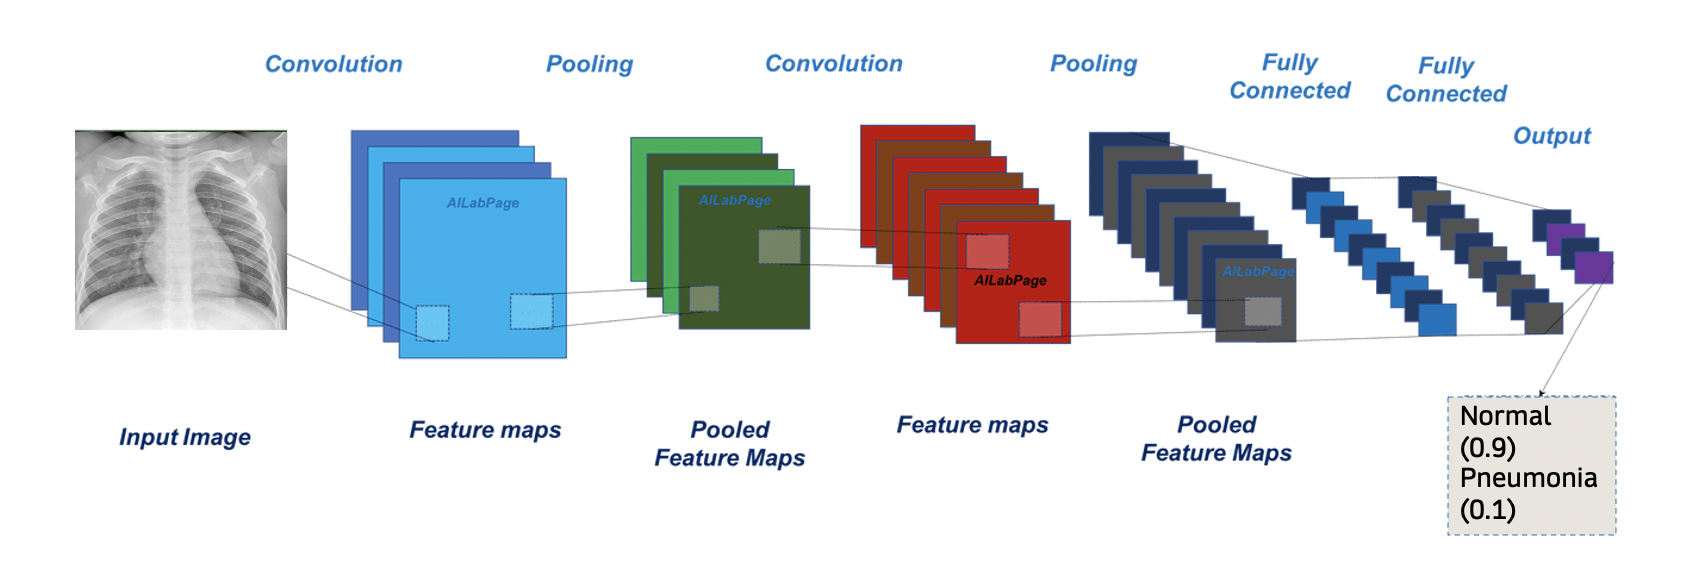 Convolution
Pooling
Convolution
Pooling
Fully
Connected
Fully
Connected
Output
AILabPage
AILabPage
AILabPage
AILabPage
Input Image
Feature maps
Pooled
Feature Maps
Feature maps
Pooled
Feature Maps
Normal
(0.9)
Pneumonia
(0.1)